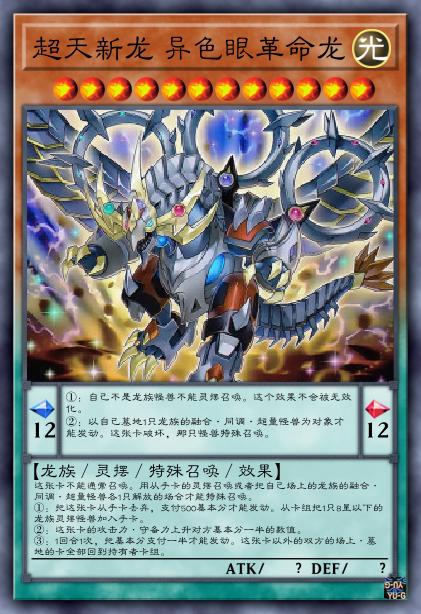 超天新龙 异色眼革命龙 光
①：自己不是龙族怪兽不能灵摆召唤。这个效果不会被无效
化。
②：以自己墓地1只龙族的融合·同调·超量怪兽为对象才
能发动。这张卡破坏，那只怪兽特殊召唤。
12
12
【龙族／灵摆／特殊召唤／效果】
这张卡不能通常召唤。用从手卡的灵摆召唤或者把自己场上的龙族的融合·
同调·超量怪兽各1只解放的场合才能特殊召唤。
①：把这张卡从手卡丢弃，支付500基本分才能发动。从卡组把1只8星以下的
龙族灵摆怪兽加入手卡。
②：这张卡的攻击力·守备力上升对方基本分一半的数值。
③：1回合1次，把基本分支付一半才能发动。这张卡以外的双方的场上·墓
地的卡全部回到持有者卡组。
ATK/ ? DEF/ ?
YU-G